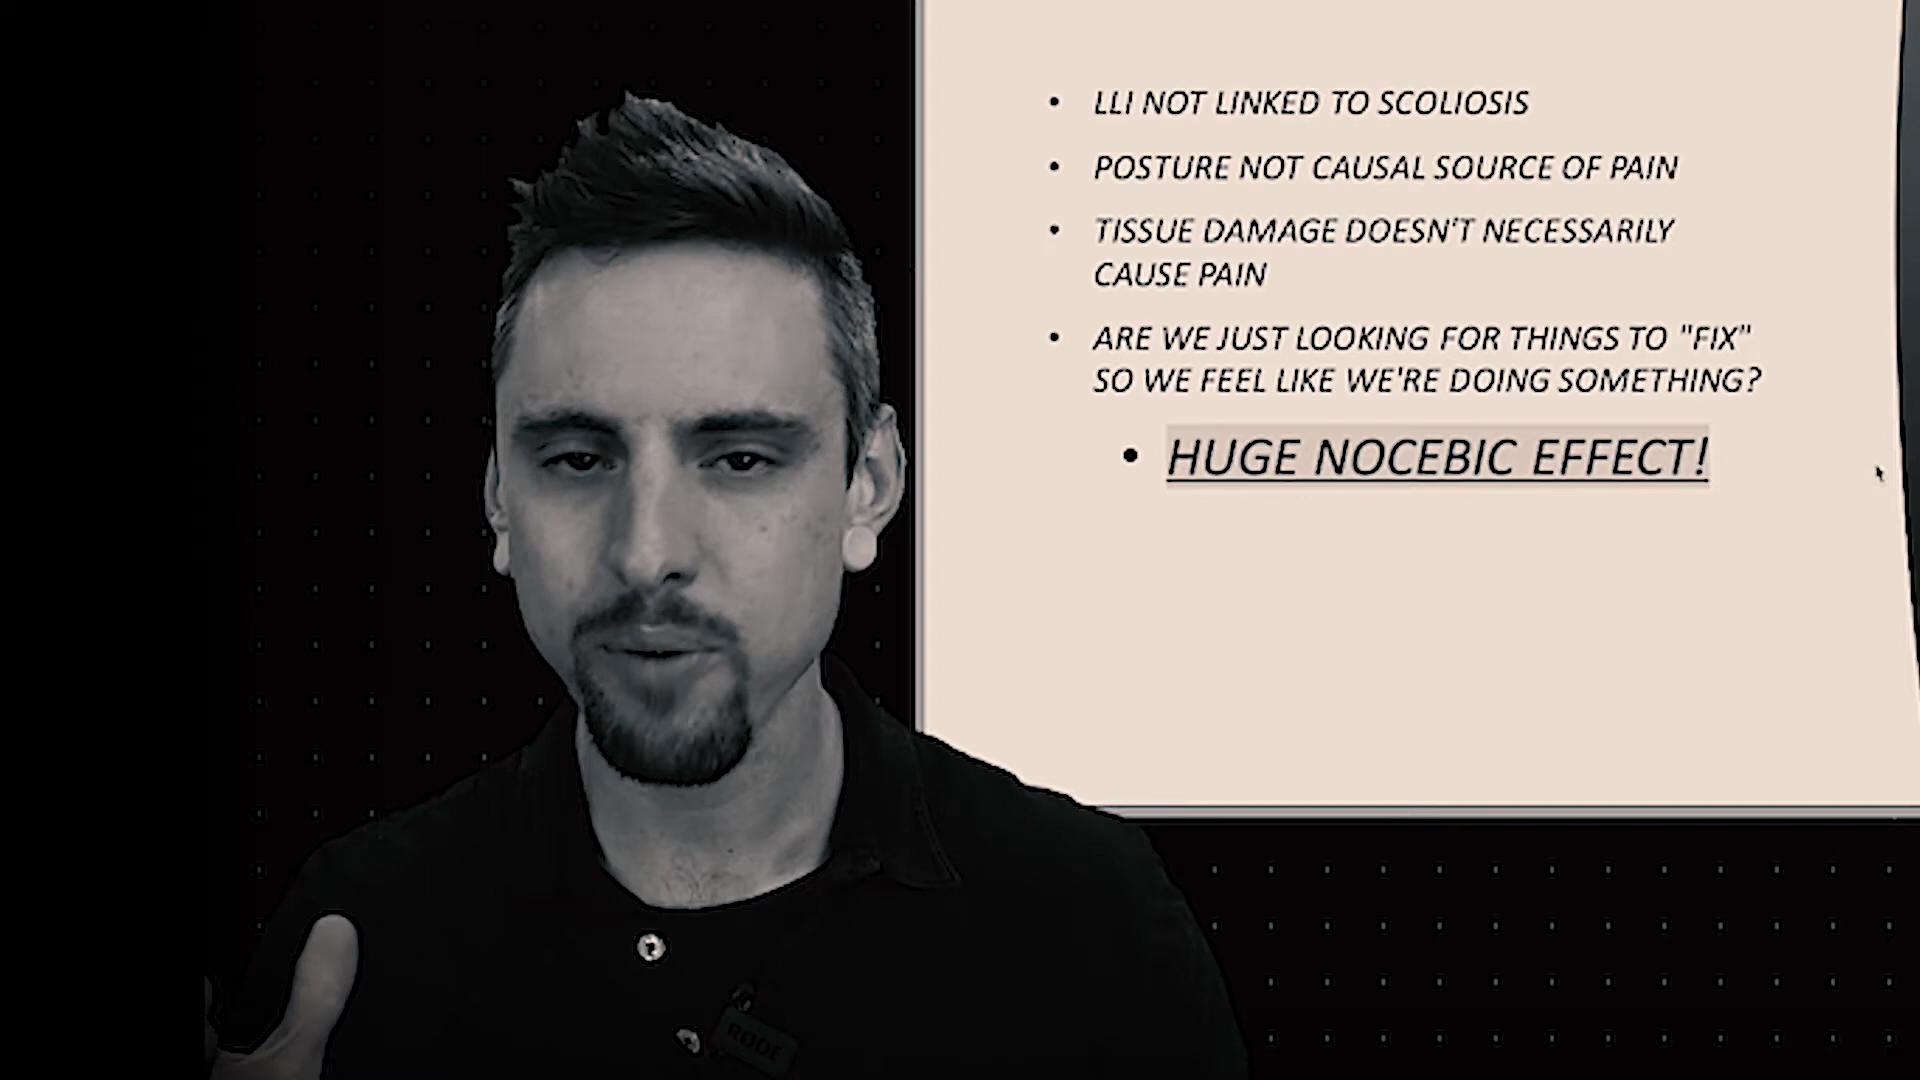 • LLI NOT LINKED TO SCOLIOSIS
• POSTURE NOT CAUSAL SOURCE OF PAIN
• TISSUE DAMAGE DOESN'T NECESSARILY
CAUSE PAIN
• ARE WE JUST LOOKING FOR THINGS TO "FIX"
SO WE FEEL LIKE WE'RE DOING SOMETHING?
• HUGE NOCEBIC EFFECT!
RODE